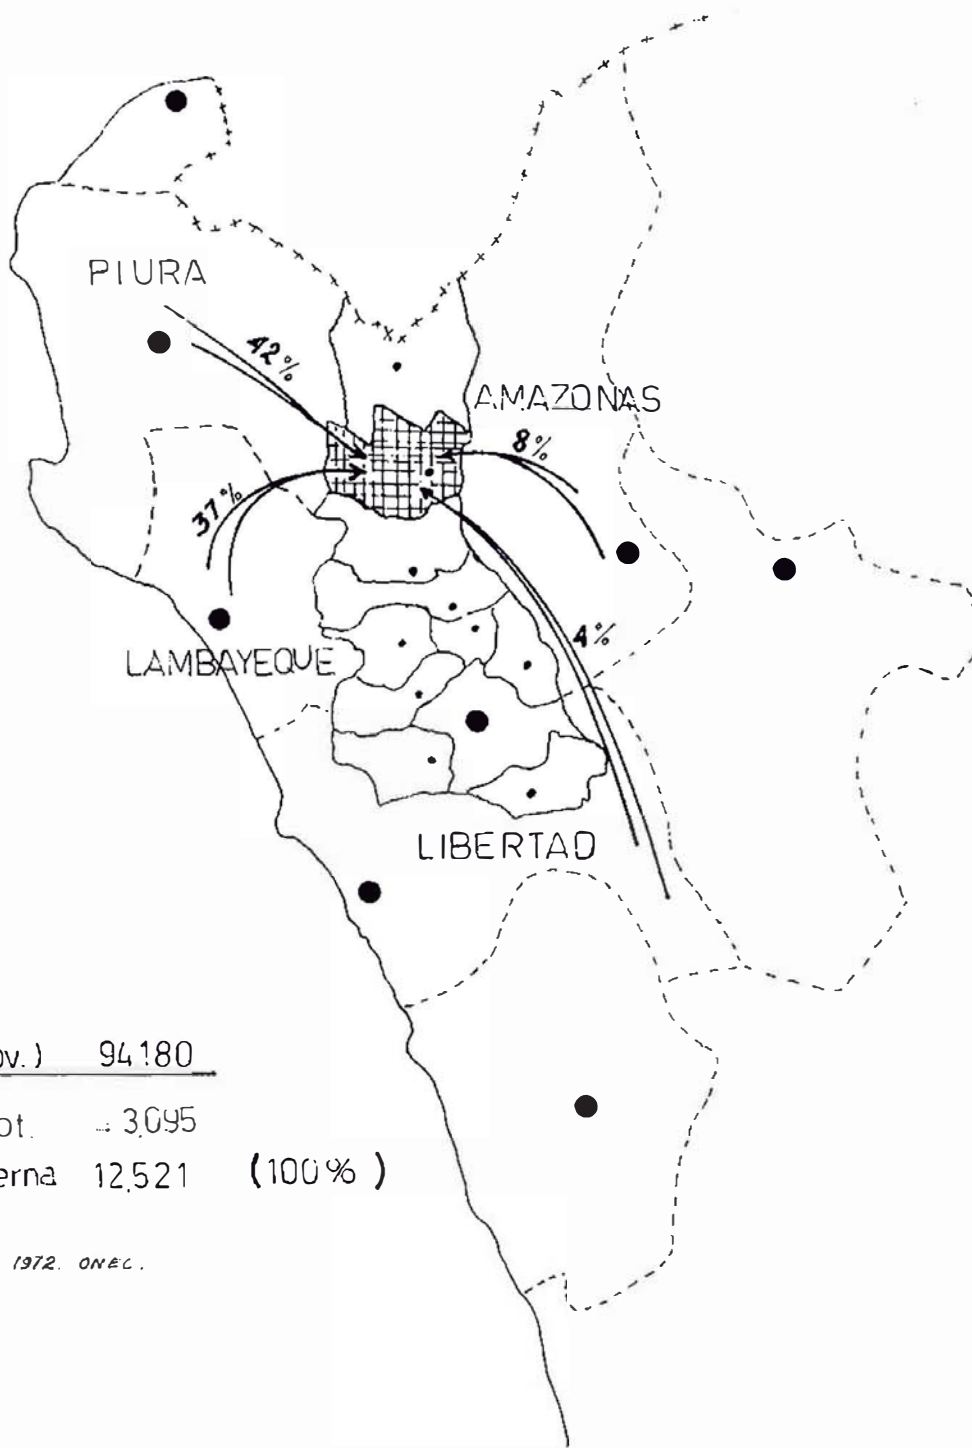 PIURA
42%
AMAZONAS
8%
37%
4%
LAMBAYEQUE
LIBERTAD
ov.) 94180
ot. 3,095
erna 12,521 (100%)
1972. ONEC.